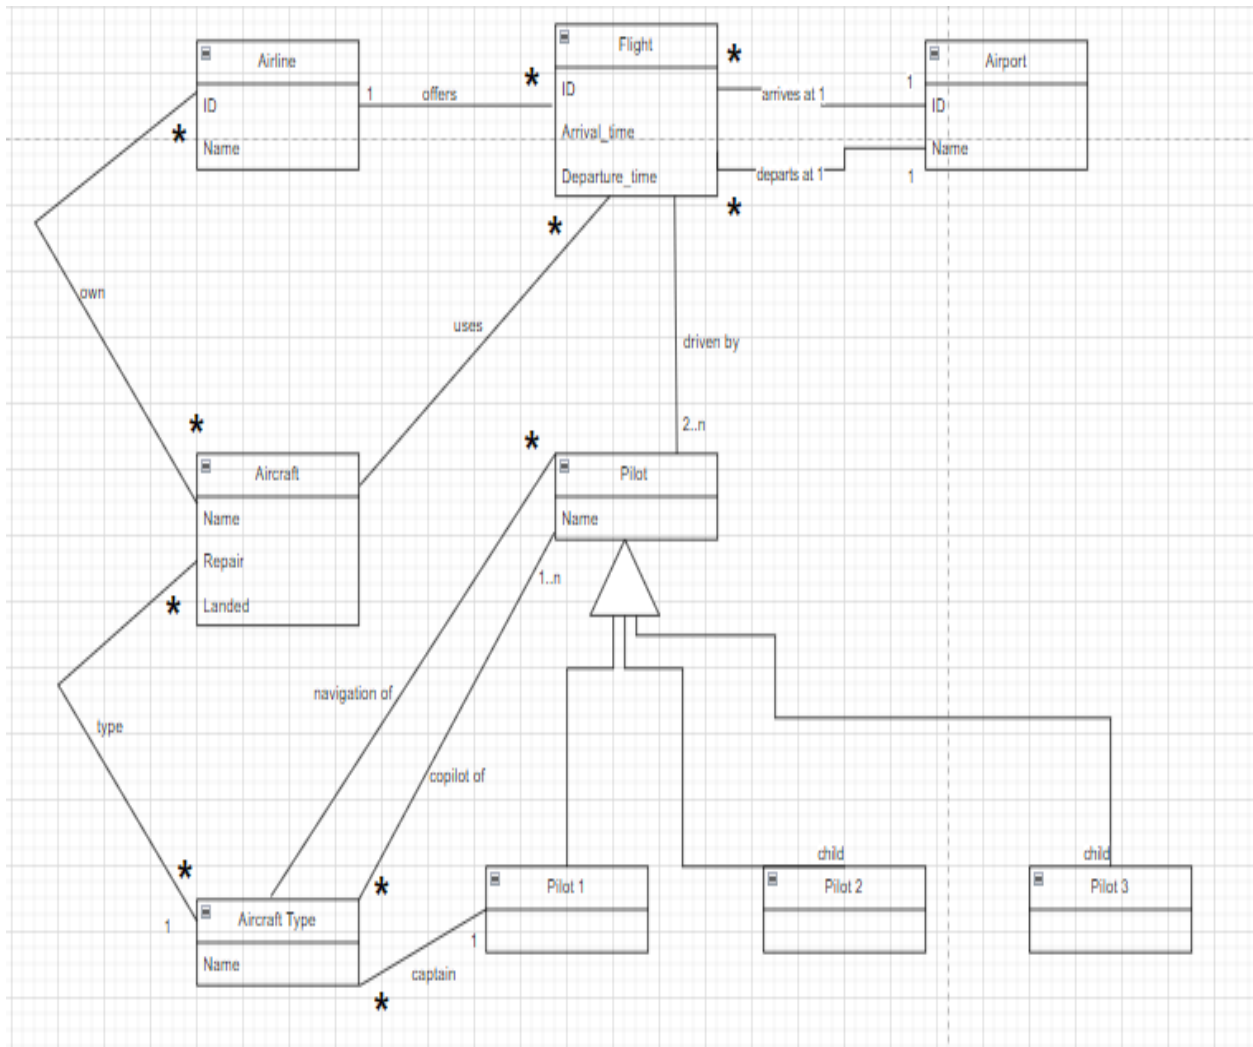 Airline
ID
Name
1
offers
*
Flight
ID
Arrival_time
Departure_time
*
arrives at 1
1
departs at 1
1
*
Airport
ID
Name
*
own
*
uses
*
driven by
2..n
Aircraft
Name
Repair
Landed
*
Pilot
Name
1..n
*
type
navigation of
copilot of
*
1
*
Aircraft Type
Name
1
captain
*
Pilot 1
child
Pilot 2
child
Pilot 3